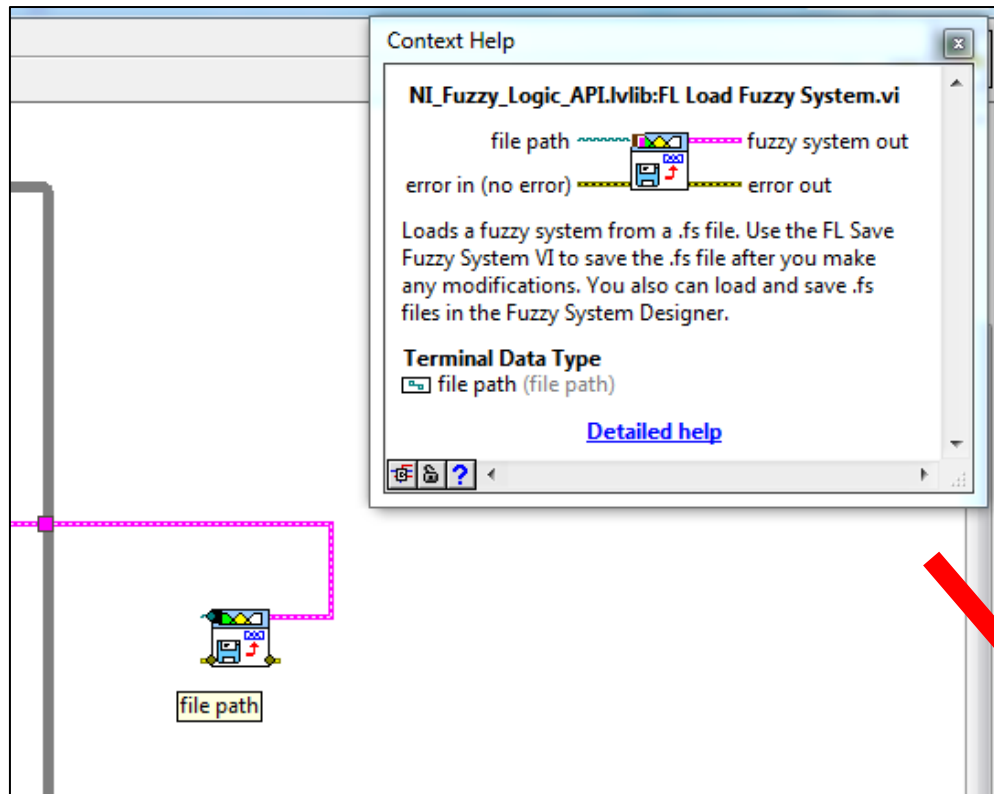 Context Help
NI_Fuzzy_Logic_API.lvlib:FL Load Fuzzy System.vi
file path
fuzzy system out
error in (no error)
error out
Loads a fuzzy system from a .fs file. Use the FL Save
Fuzzy System VI to save the .fs file after you make
any modifications. You also can load and save .fs
files in the Fuzzy System Designer.
Terminal Data Type
file path (file path)
Detailed help
?
file path